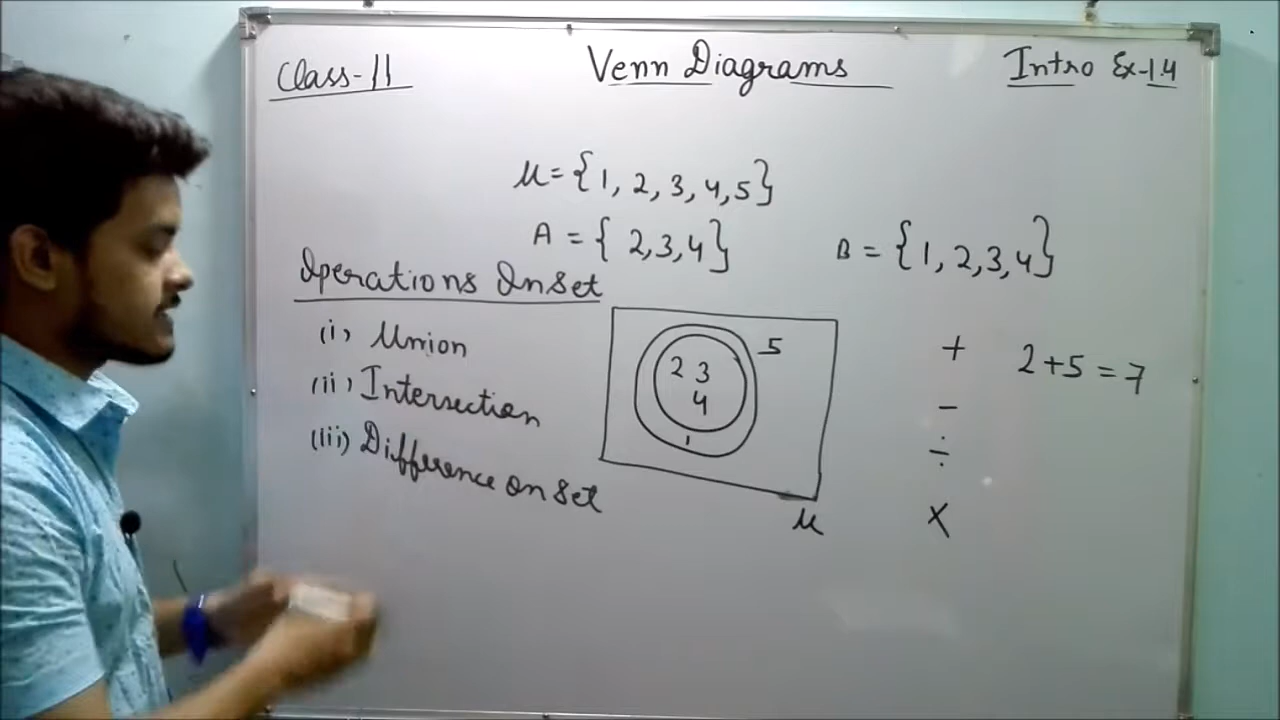 Class-11 Venn Diagrams Intro Ex-1.4
U={1, 2, 3, 4, 5}
A = { 2,3,4} B = {1, 2,3,4}
Operations On Set
(i) Union
(ii) Intersection
(iii) Difference on set
2 3
4
1
5
U
+ 2+5=7
-
÷
×